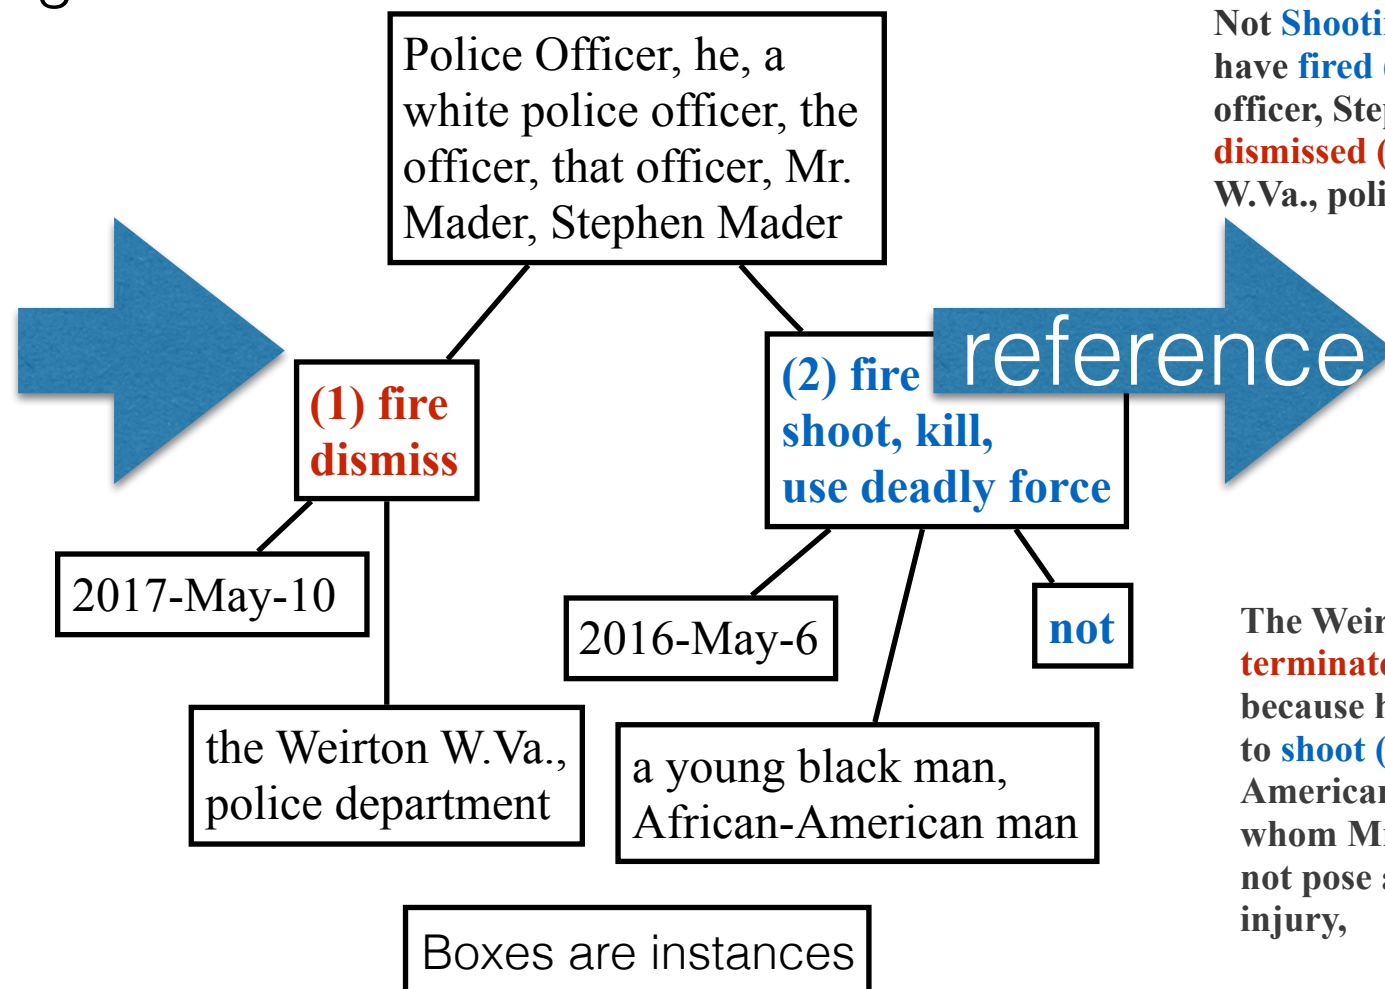 Police Officer, he, a
white police officer, the
officer, that officer, Mr.
Mader, Stephen Mader
(1) fire
dismiss
(2) fire
shoot, kill,
use deadly force
reference
2017-May-10
2016-May-6
not
the Weirton W.Va.,
police department
a young black man,
African-American man
Boxes are instances
Not
have fired (
officer,
dismissed (
W.Va.,
The
because
to shoot (
whom
not pose
injury,